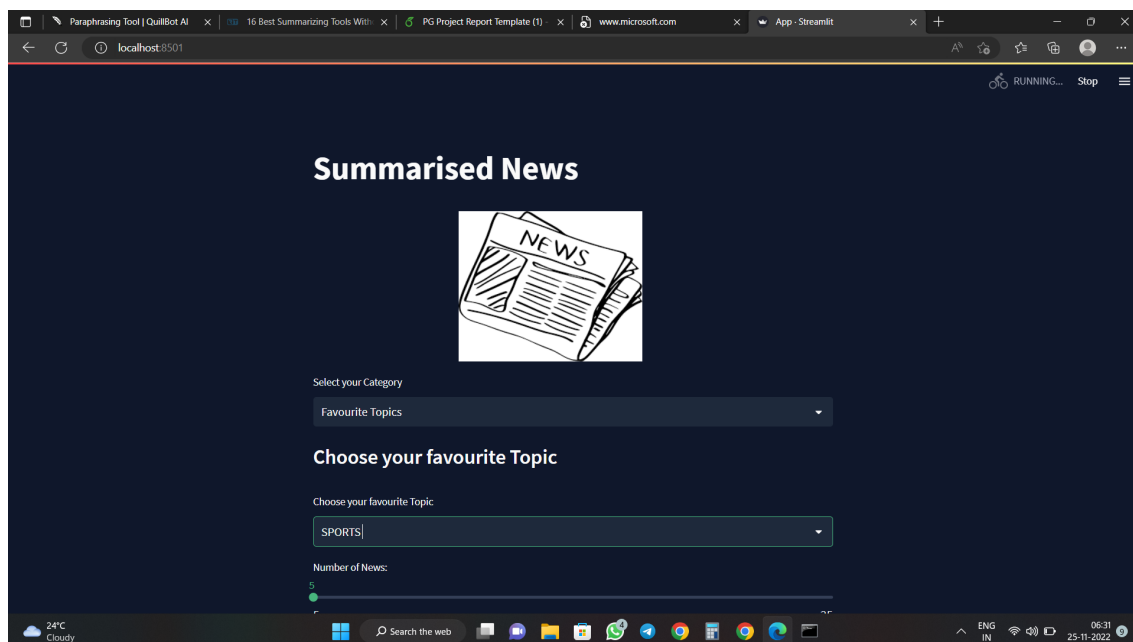 Paraphrasing Tool | QuillBot AI
16 Best Summarizing Tools With
PG Project Report Template (1) -
www.microsoft.com
App · Streamlit
localhost:8501
RUNNING...
Stop
Summarised News
NEWS
Select your Category
Favourite Topics
Choose your favourite Topic
Choose your favourite Topic
SPORTS
Number of News:
5
5
25
24°C
Cloudy
Search the web
4
ENG
IN
06:31
25-11-2022
9